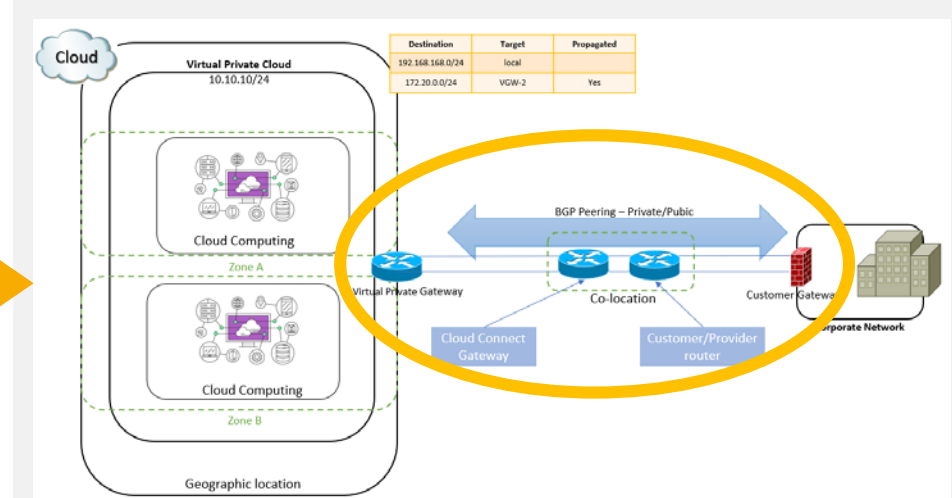 Cloud
Virtual Private Cloud
10.10.10/24
Destination Target Propagated
192.168.168.0/24 local
172.20.0.0/24 VGW-2 Yes
Cloud Computing
Zone A
BGP Peering – Private/Pubic
Virtual Private Gateway
Co-location
Customer Gatewa
Cloud Connect
Gateway
Customer/Provider
router
orporate Network
Cloud Computing
Zone B
Geographic location